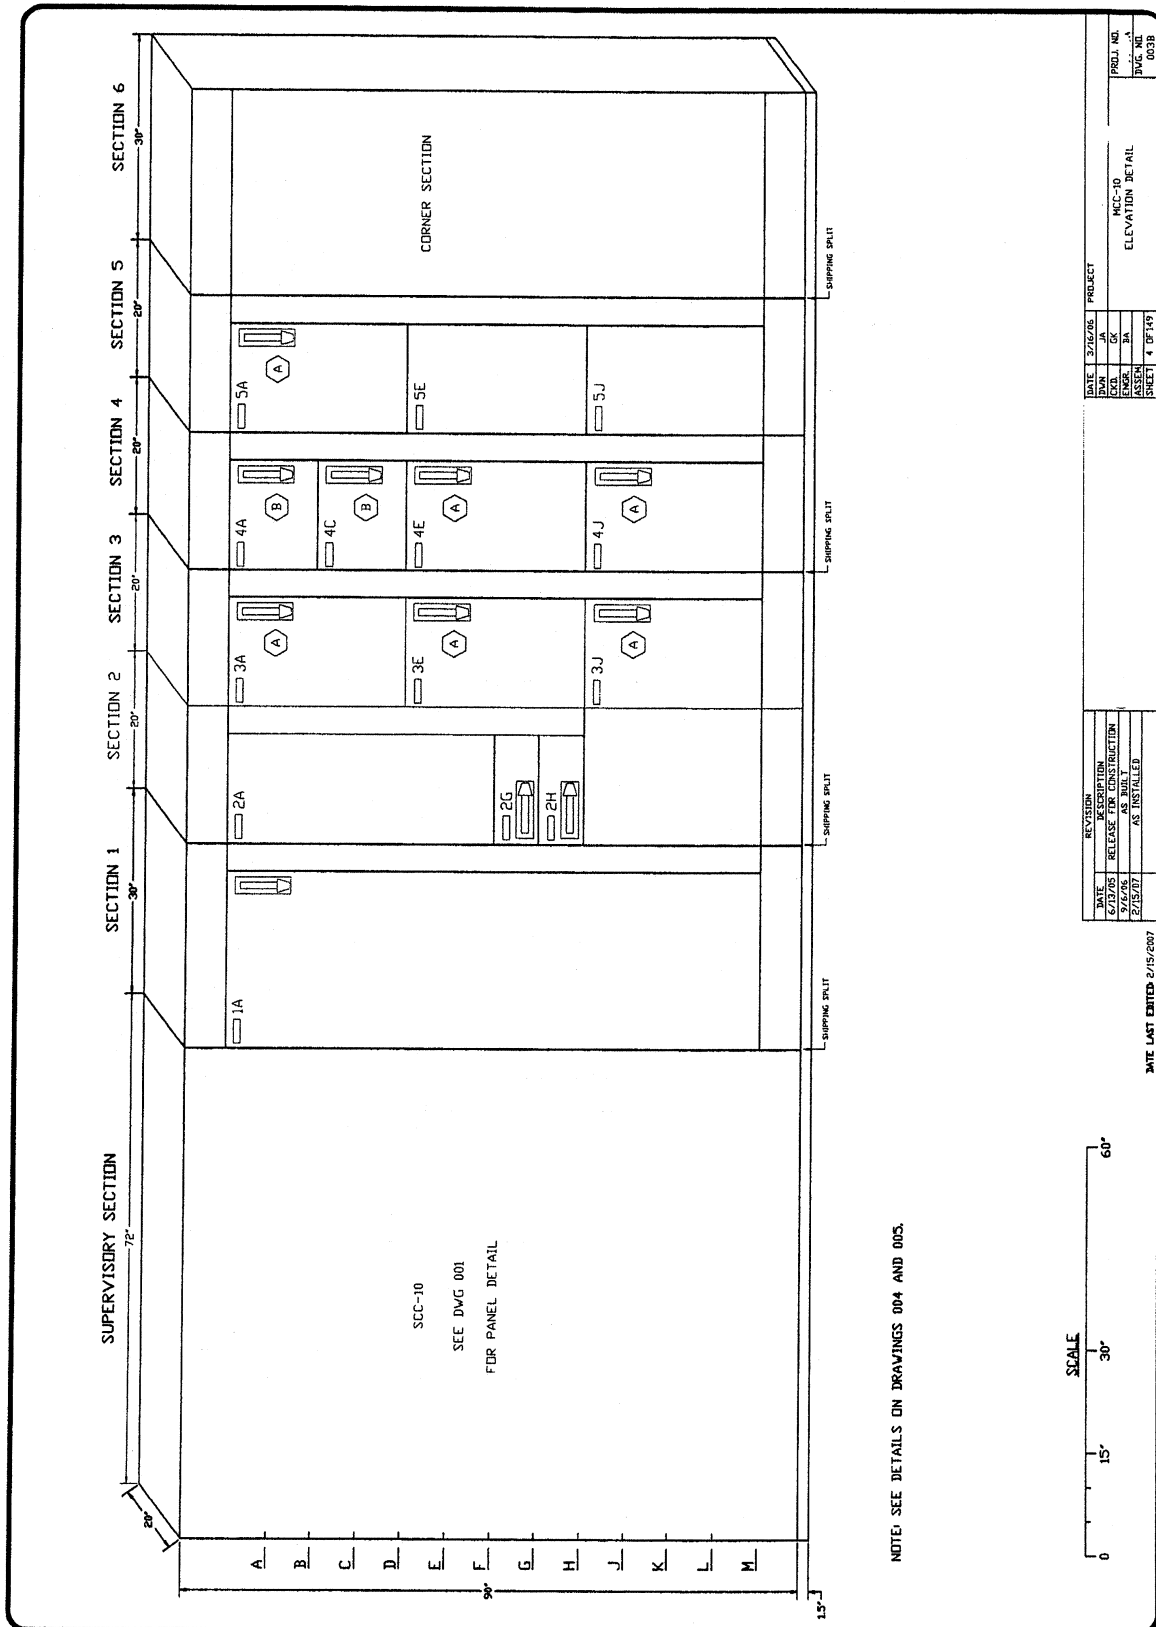 SUPERVISORY SECTION
SECTION 1
SECTION 2
SECTION 3
SECTION 4
SECTION 5
SECTION 6
72"
30"
20"
20"
20"
20"
30"
20"
90"
1.5"
A
B
C
D
E
F
G
H
J
K
L
M
SCC-10
SEE DWG 001
FOR PANEL DETAIL
1A
2A
2G
2H
3A
A
3E
A
3J
A
4A
B
4C
B
4E
A
4J
A
5A
A
5E
5J
CORNER SECTION
SHIPPING SPLIT
SHIPPING SPLIT
SHIPPING SPLIT
SHIPPING SPLIT
NOTE: SEE DETAILS ON DRAWINGS 004 AND 005.
SCALE
0 15" 30" 60"
DATE LAST EDITED: 2/15/2007
REVISION
DATE DESCRIPTION
6/13/05 RELEASE FOR CONSTRUCTION
9/6/06 AS BUILT
2/15/07 AS INSTALLED
DATE 3/16/06
DWN JA
CKD. GK
ENGR. BA
ASSEM
SHEET 4 OF 149
PROJECT
MCC-10
ELEVATION DETAIL
PROJ. NO.
DWG. NO.
003B